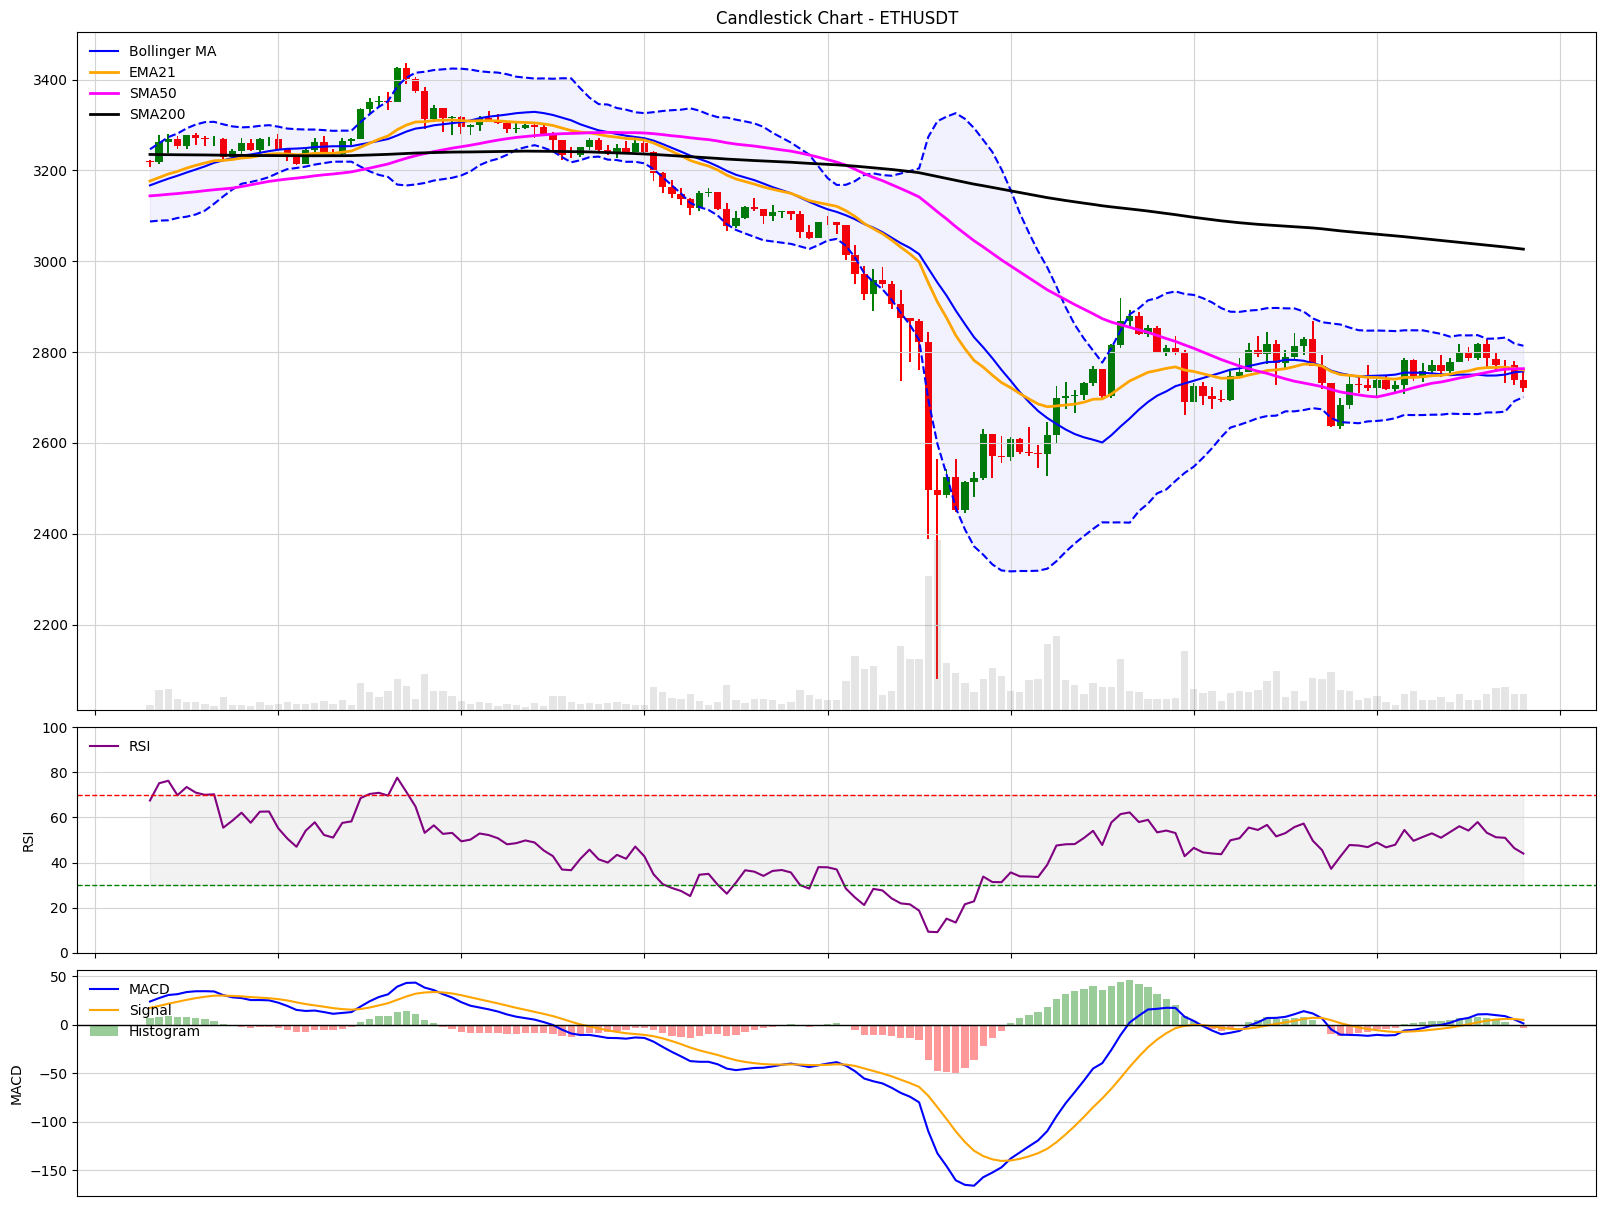 Candlestick Chart - ETHUSDT
Bollinger MA
EMA21
SMA50
SMA200
3400
3200
3000
2800
2600
2400
2200
RSI
100
80
60
40
20
0
RSI
MACD
Signal
Histogram
50
0
−50
−100
−150
MACD